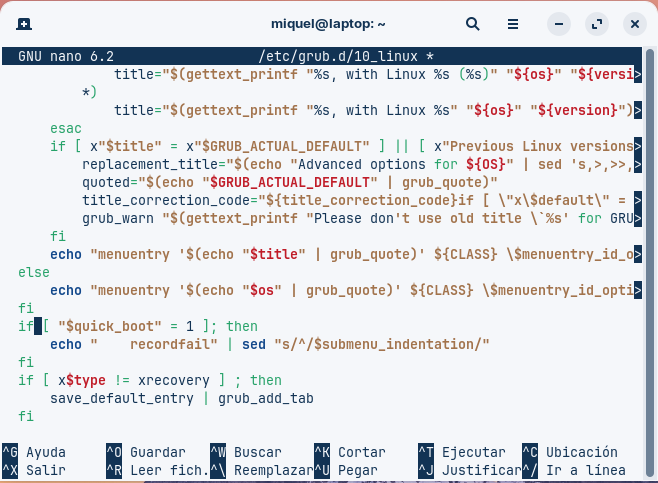 miquel@laptop: ~
GNU nano 6.2 /etc/grub.d/10_linux *
            title="$(gettext_printf "%s, with Linux %s (%s)" "${os}" "${versi>
        *)
            title="$(gettext_printf "%s, with Linux %s" "${os}" "${version}")>
    esac
    if [ x"$title" = x"$GRUB_ACTUAL_DEFAULT" ] || [ x"Previous Linux versions>
        replacement_title="$(echo "Advanced options for ${OS}" | sed 's,>,>>,>
        quoted="$(echo "$GRUB_ACTUAL_DEFAULT" | grub_quote)"
        title_correction_code="${title_correction_code}if [ \"x\$default\" = >
        grub_warn "$(gettext_printf "Please don't use old title \`%s' for GRU>
    fi
    echo "menuentry '$(echo "$title" | grub_quote)' ${CLASS} \$menuentry_id_o>
else
    echo "menuentry '$(echo "$os" | grub_quote)' ${CLASS} \$menuentry_id_opti>
fi
if [ "$quick_boot" = 1 ]; then
    echo "    recordfail" | sed "s/^/$submenu_indentation/"
fi
if [ x$type != xrecovery ] ; then
    save_default_entry | grub_add_tab
fi
^G Ayuda ^O Guardar ^W Buscar ^K Cortar ^T Ejecutar ^C Ubicación
^X Salir ^R Leer fich. ^\ Reemplazar ^U Pegar ^J Justificar ^/ Ir a línea